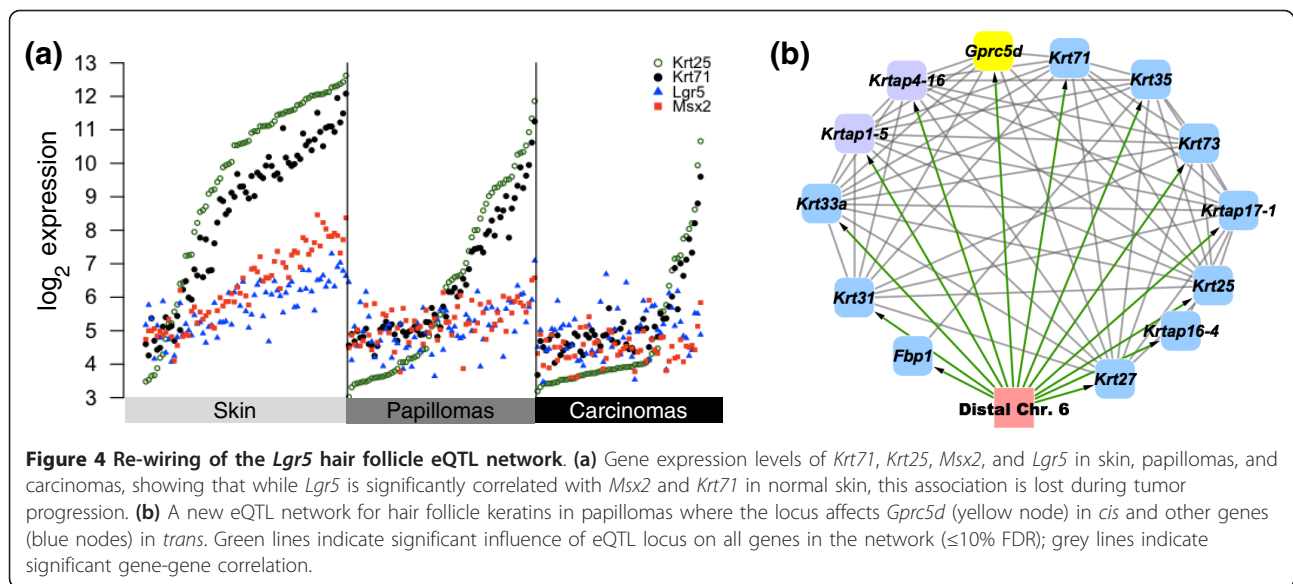 (a)
13
12
11
10
9
8
7
6
5
4
3
log2 expression
Krt25
Krt71
Lgr5
Msx2
Skin
Papillomas
Carcinomas
(b)
Gprc5d
Krt71
Krtap4-16
Krt35
Krtap1-5
Krt73
Krt33a
Krtap17-1
Krt31
Krt25
Krtap16-4
Fbp1
Krt27
Distal Chr. 6
Figure 4 Re-wiring of the Lgr5 hair follicle eQTL network. (a) Gene expression levels of Krt71, Krt25, Msx2, and Lgr5 in skin, papillomas, and
carcinomas, showing that while Lgr5 is significantly correlated with Msx2 and Krt71 in normal skin, this association is lost during tumor
progression. (b) A new eQTL network for hair follicle keratins in papillomas where the locus affects Gprc5d (yellow node) in cis and other genes
(blue nodes) in trans. Green lines indicate significant influence of eQTL locus on all genes in the network (≤10% FDR); grey lines indicate
significant gene-gene correlation.